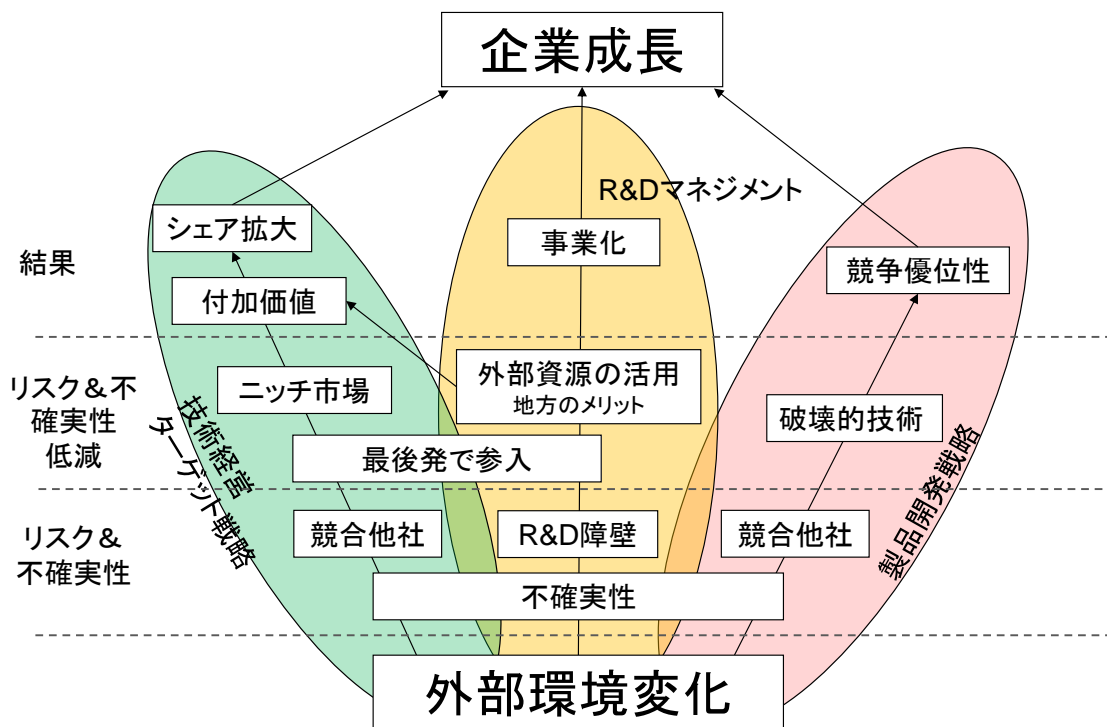 企業成長
R&Dマネジメント
シェア拡大
事業化
結果
競争優位性
付加価値
外部資源の活用
地方のメリット
ニッチ市場
リスク＆不
確実性
低減
破壊的技術
技術経営
ターゲット戦略
最後発で参入
製品開発戦略
競合他社
R&D障壁
競合他社
リスク＆
不確実性
不確実性
外部環境変化